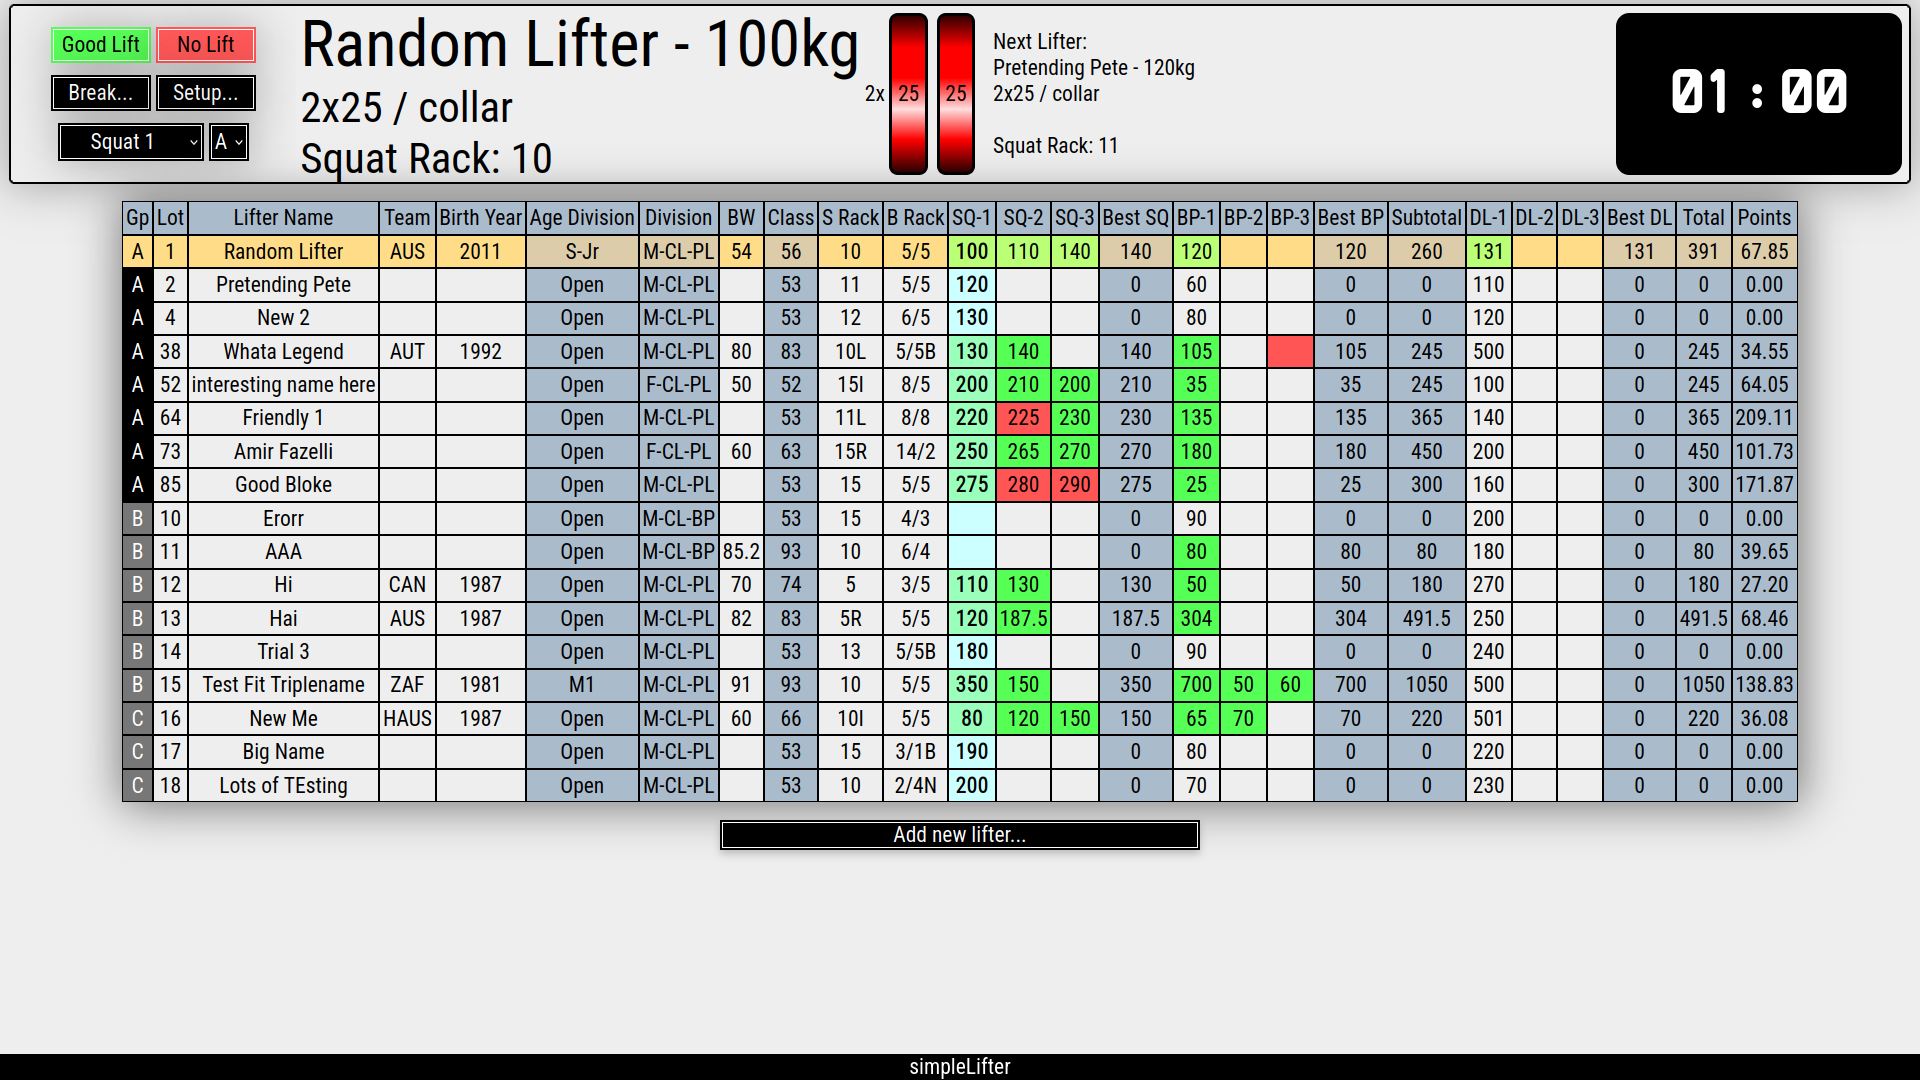 Good Lift No Lift
Break... Setup...
Squat 1 A
Random Lifter - 100kg
2x25 / collar
Squat Rack: 10
2x 25 25
Next Lifter:
Pretending Pete - 120kg
2x25 / collar
Squat Rack: 11
01:00
Gp Lot Lifter Name Team Birth Year Age Division Division BW Class S Rack B Rack SQ-1 SQ-2 SQ-3 Best SQ BP-1 BP-2 BP-3 Best BP Subtotal DL-1 DL-2 DL-3 Best DL Total Points
A 1 Random Lifter AUS 2011 S-Jr M-CL-PL 54 56 10 5/5 100 110 140 140 120 120 260 131 131 391 67.85
A 2 Pretending Pete Open M-CL-PL 53 11 5/5 120 0 60 0 0 110 0 0 0.00
A 4 New 2 Open M-CL-PL 53 12 6/5 130 0 80 0 0 120 0 0 0.00
A 38 Whata Legend AUT 1992 Open M-CL-PL 80 83 10L 5/5B 130 140 140 105 105 245 500 0 245 34.55
A 52 interesting name here Open F-CL-PL 50 52 15I 8/5 200 210 200 210 35 35 245 100 0 245 64.05
A 64 Friendly 1 Open M-CL-PL 53 11L 8/8 220 225 230 230 135 135 365 140 0 365 209.11
A 73 Amir Fazelli Open F-CL-PL 60 63 15R 14/2 250 265 270 270 180 180 450 200 0 450 101.73
A 85 Good Bloke Open M-CL-PL 53 15 5/5 275 280 290 275 25 25 300 160 0 300 171.87
B 10 Erorr Open M-CL-BP 53 15 4/3 0 90 0 0 200 0 0 0.00
B 11 AAA Open M-CL-BP 85.2 93 10 6/4 0 80 80 80 180 0 80 39.65
B 12 Hi CAN 1987 Open M-CL-PL 70 74 5 3/5 110 130 130 50 50 180 270 0 180 27.20
B 13 Hai AUS 1987 Open M-CL-PL 82 83 5R 5/5 120 187.5 187.5 304 304 491.5 250 0 491.5 68.46
B 14 Trial 3 Open M-CL-PL 53 13 5/5B 180 0 90 0 0 240 0 0 0.00
B 15 Test Fit Triplename ZAF 1981 M1 M-CL-PL 91 93 10 5/5 350 150 350 700 50 60 700 1050 500 0 1050 138.83
C 16 New Me HAUS 1987 Open M-CL-PL 60 66 10I 5/5 80 120 150 150 65 70 70 220 501 0 220 36.08
C 17 Big Name Open M-CL-PL 53 15 3/1B 190 0 80 0 0 220 0 0 0.00
C 18 Lots of TEsting Open M-CL-PL 53 10 2/4N 200 0 70 0 0 230 0 0 0.00
Add new lifter...
simpleLifter